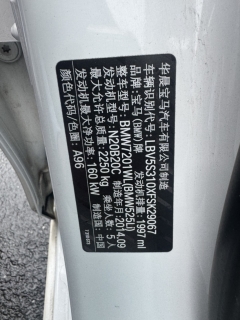 华晨宝马汽车有限公司制造
车辆识别代号:LBV5S310XFSK29067
品牌:宝马(BMW) 制造国:中国
整车型号:BMW7201WL(BMW525Li)
发动机型号:N20B20C 发动机排量:1997 ml
最大允许总质量:2250 kg 制造年月:2014.09
发动机最大净功率:160 kW 乘坐人数:5人
颜色代码/色漆:A96